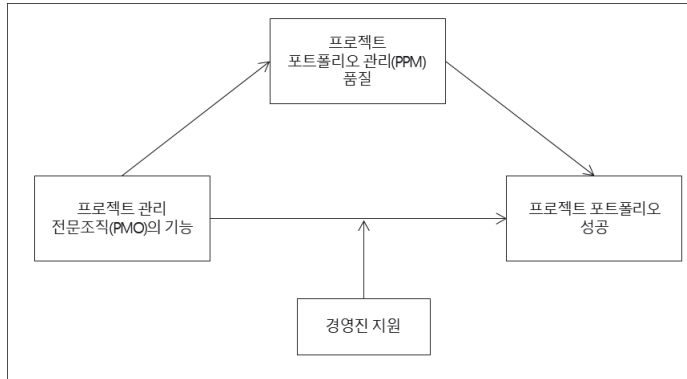 프로젝트
포트폴리오 관리(PPM)
품질
프로젝트 관리
전문조직(PMO)의 기능
프로젝트 포트폴리오
성공
경영진 지원